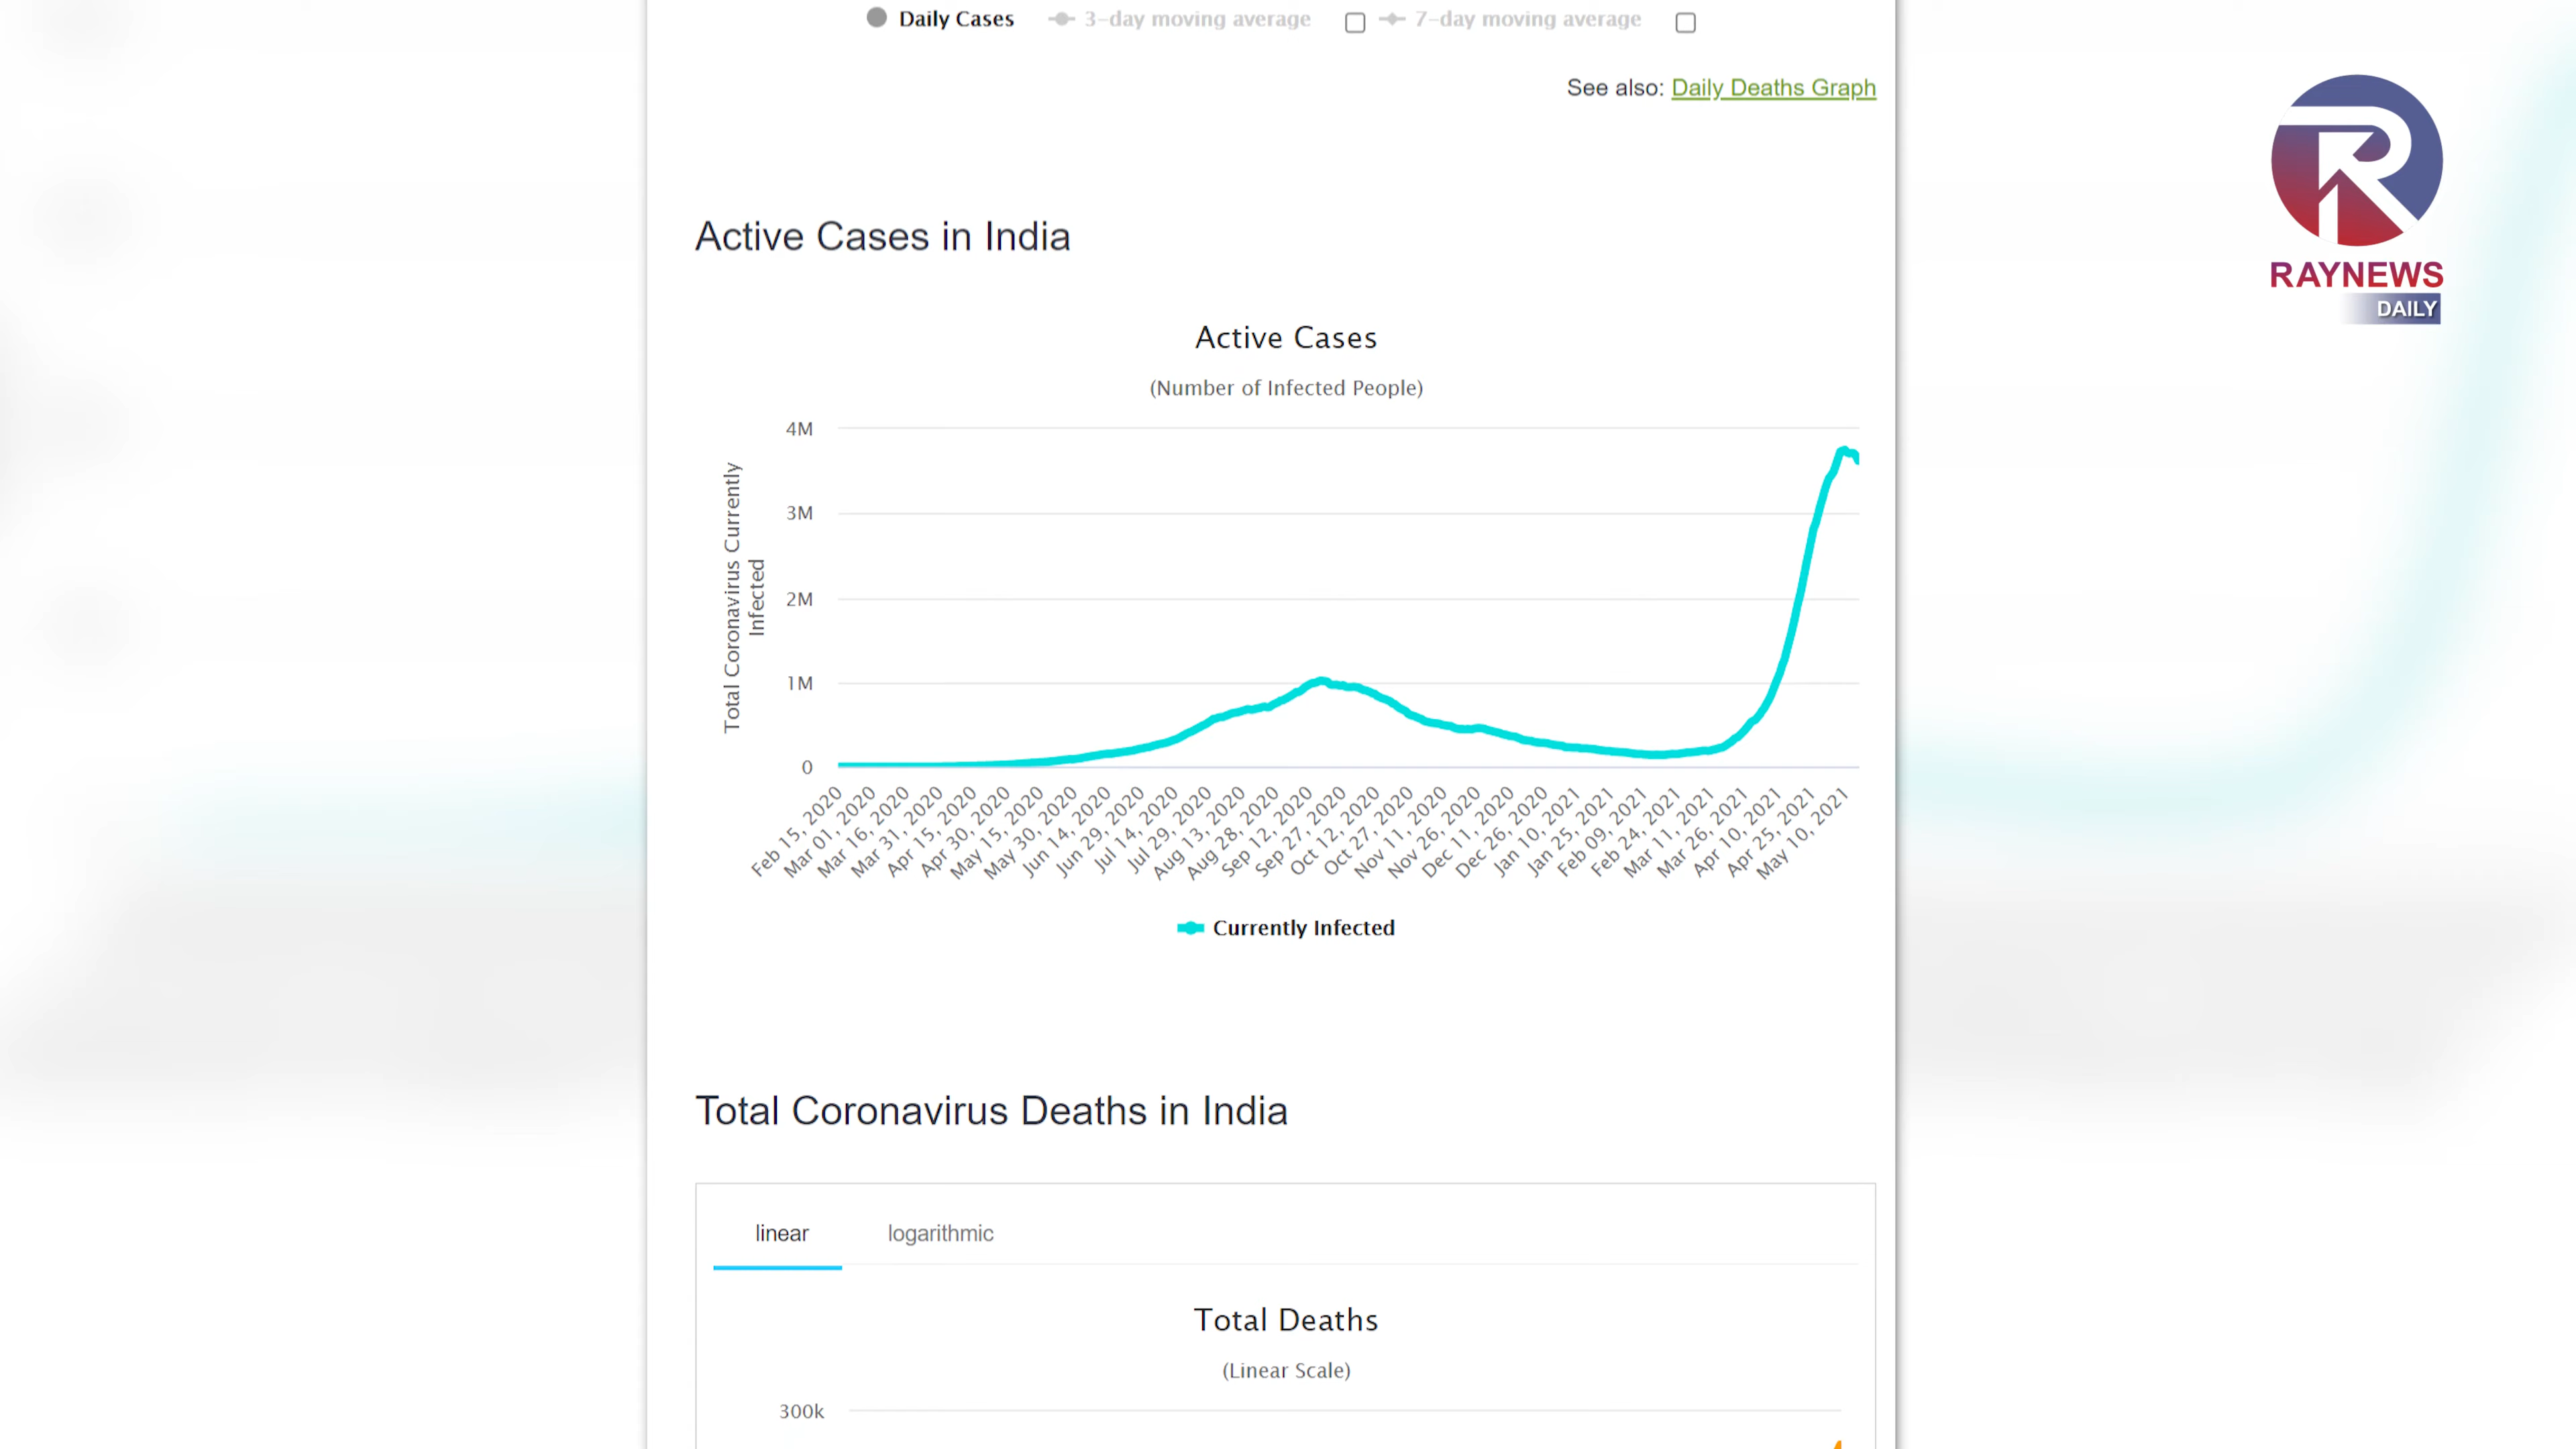 Daily Cases 3-day moving average 7-day moving average
See also: Daily Deaths Graph
RAYNEWS
DAILY
Active Cases in India
Active Cases
(Number of Infected People)
Total Coronavirus Currently
Infected
4M
3M
2M
1M
0
Feb 15, 2020
Mar 01, 2020
Mar 16, 2020
Mar 31, 2020
Apr 15, 2020
Apr 30, 2020
May 15, 2020
May 30, 2020
Jun 14, 2020
Jun 29, 2020
Jul 14, 2020
Jul 29, 2020
Aug 13, 2020
Aug 28, 2020
Sep 12, 2020
Sep 27, 2020
Oct 12, 2020
Oct 27, 2020
Nov 11, 2020
Nov 26, 2020
Dec 11, 2020
Dec 26, 2020
Jan 10, 2021
Jan 25, 2021
Feb 09, 2021
Feb 24, 2021
Mar 11, 2021
Mar 26, 2021
Apr 10, 2021
Apr 25, 2021
May 10, 2021
Currently Infected
Total Coronavirus Deaths in India
linear logarithmic
Total Deaths
(Linear Scale)
300k